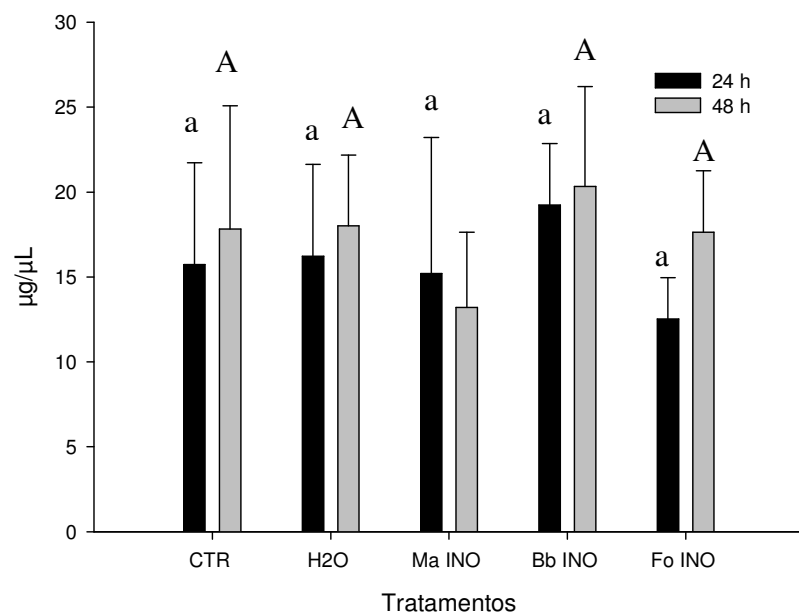 30
25
20
15
10
5
0
µg/µL
a
A
a
A
a
a
A
a
A
24 h
48 h
CTR
H2O
Ma INO
Bb INO
Fo INO
Tratamentos